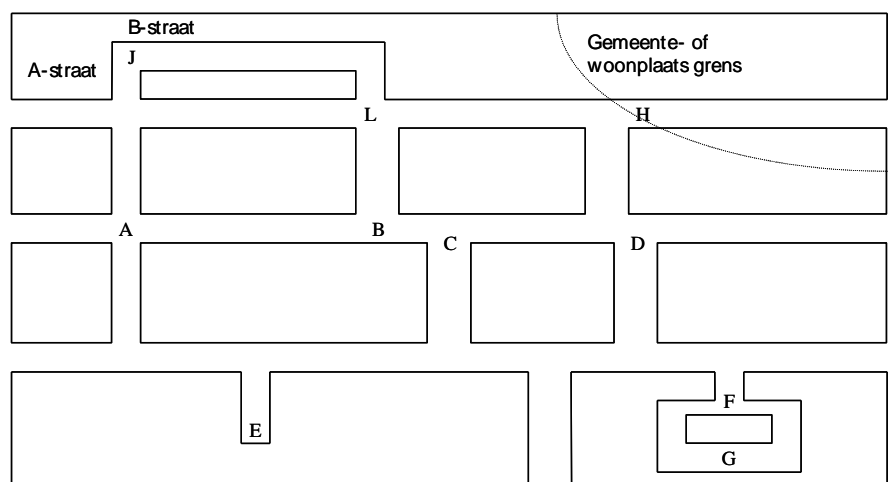 B-straat
J
A-straat
Gemeente- of
woonplaats grens
L
H
A
B
C
D
E
F
G